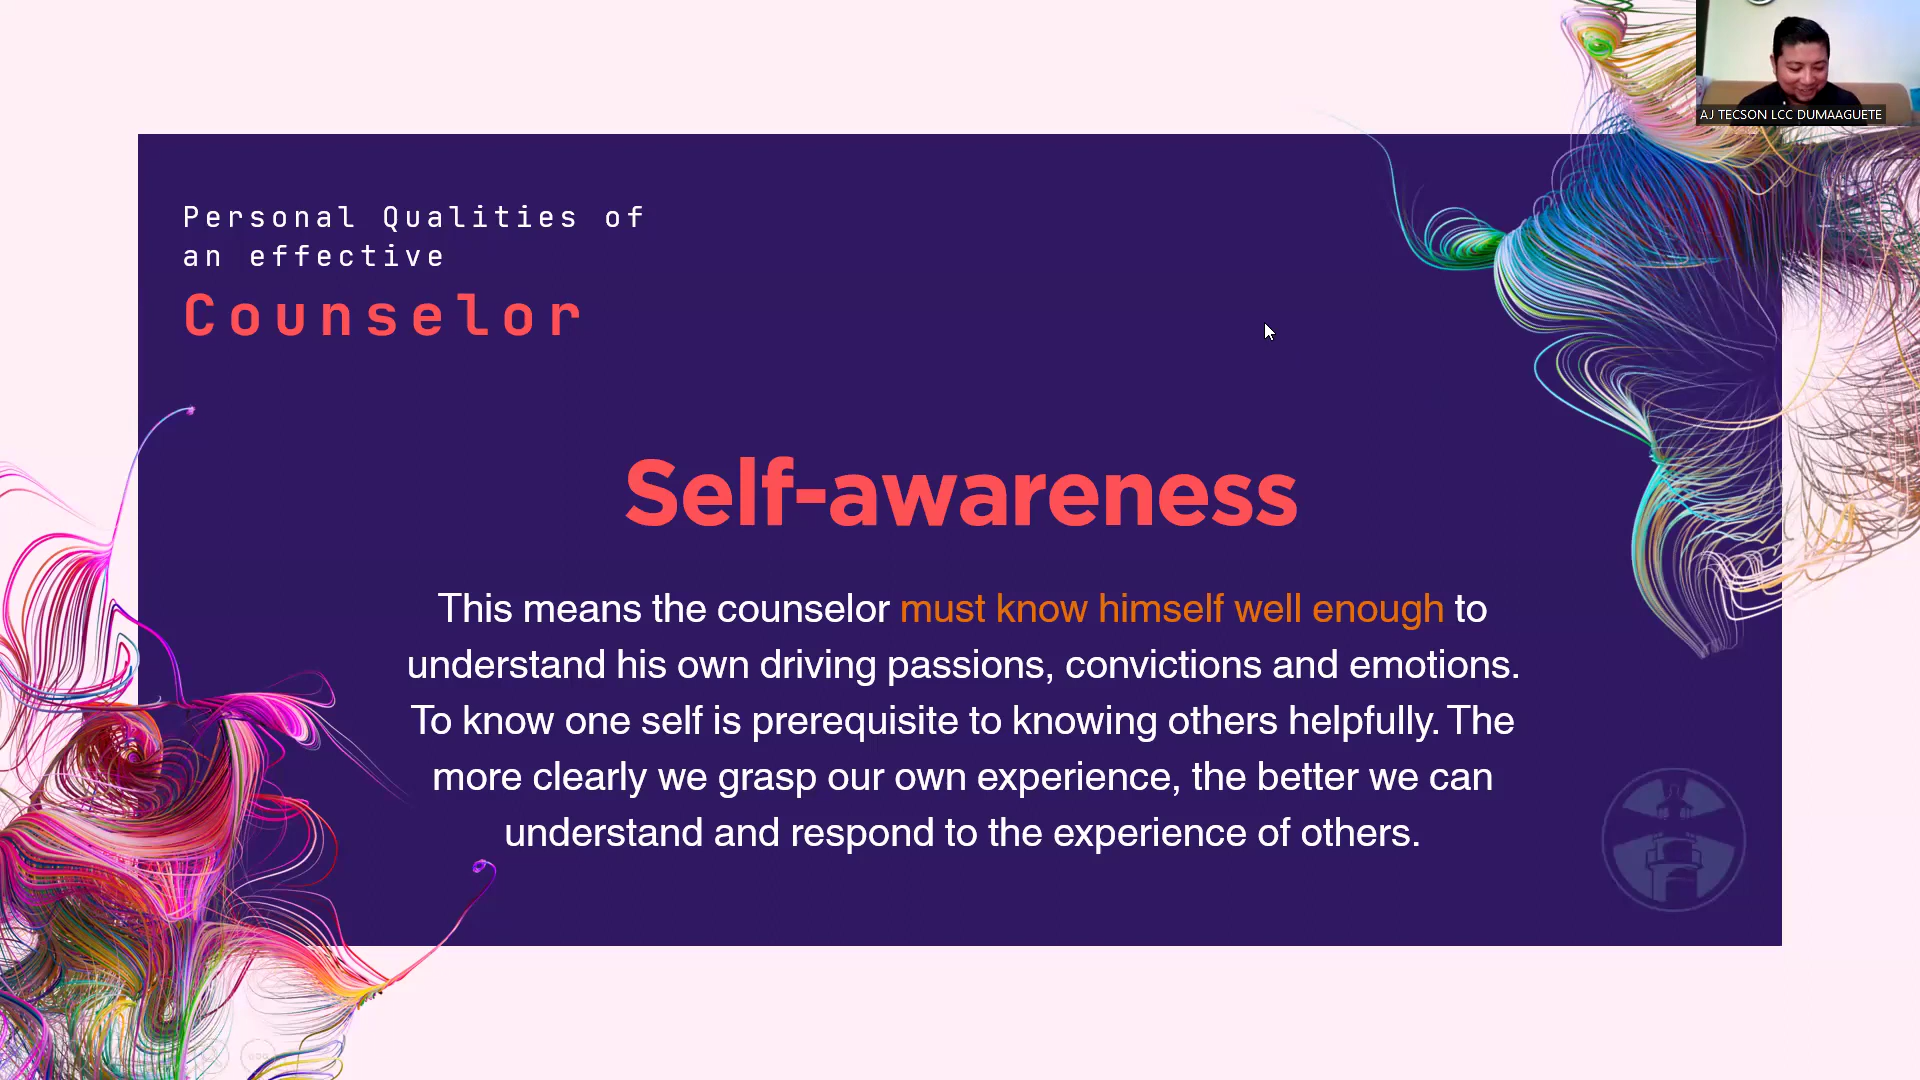 AJ TECSON LCC DUMAAGUETE
Personal Qualities of
an effective
Counselor
Self-awareness
This means the counselor must know himself well enough to
understand his own driving passions, convictions and emotions.
To know one self is prerequisite to knowing others helpfully. The
more clearly we grasp our own experience, the better we can
understand and respond to the experience of others.